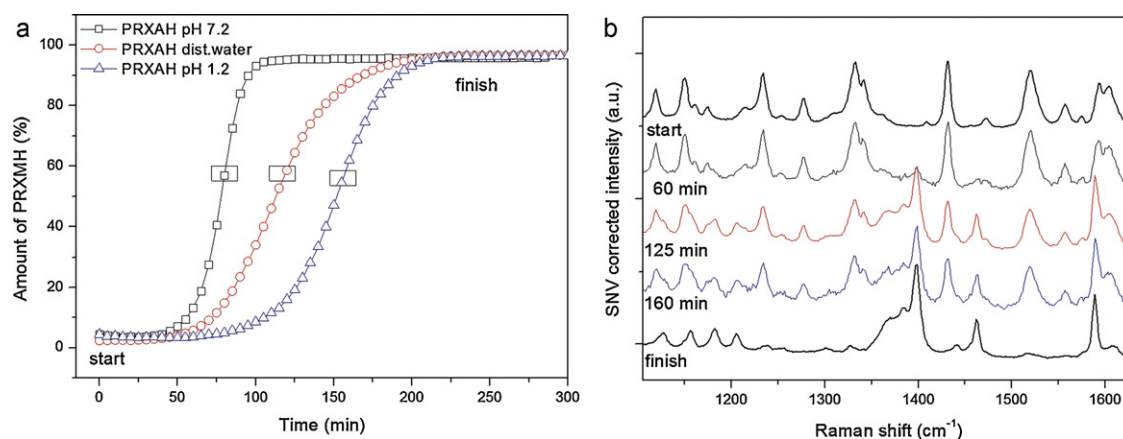 a
PRXAH pH 7.2
PRXAH dist.water
PRXAH pH 1.2
Amount of PRXMH (%)
100
80
60
40
20
0
start
finish
0 50 100 150 200 250 300
Time (min)
b
SNV corrected intensity (a.u.)
start
60 min
125 min
160 min
finish
1200 1300 1400 1500 1600
Raman shift (cm⁻¹)